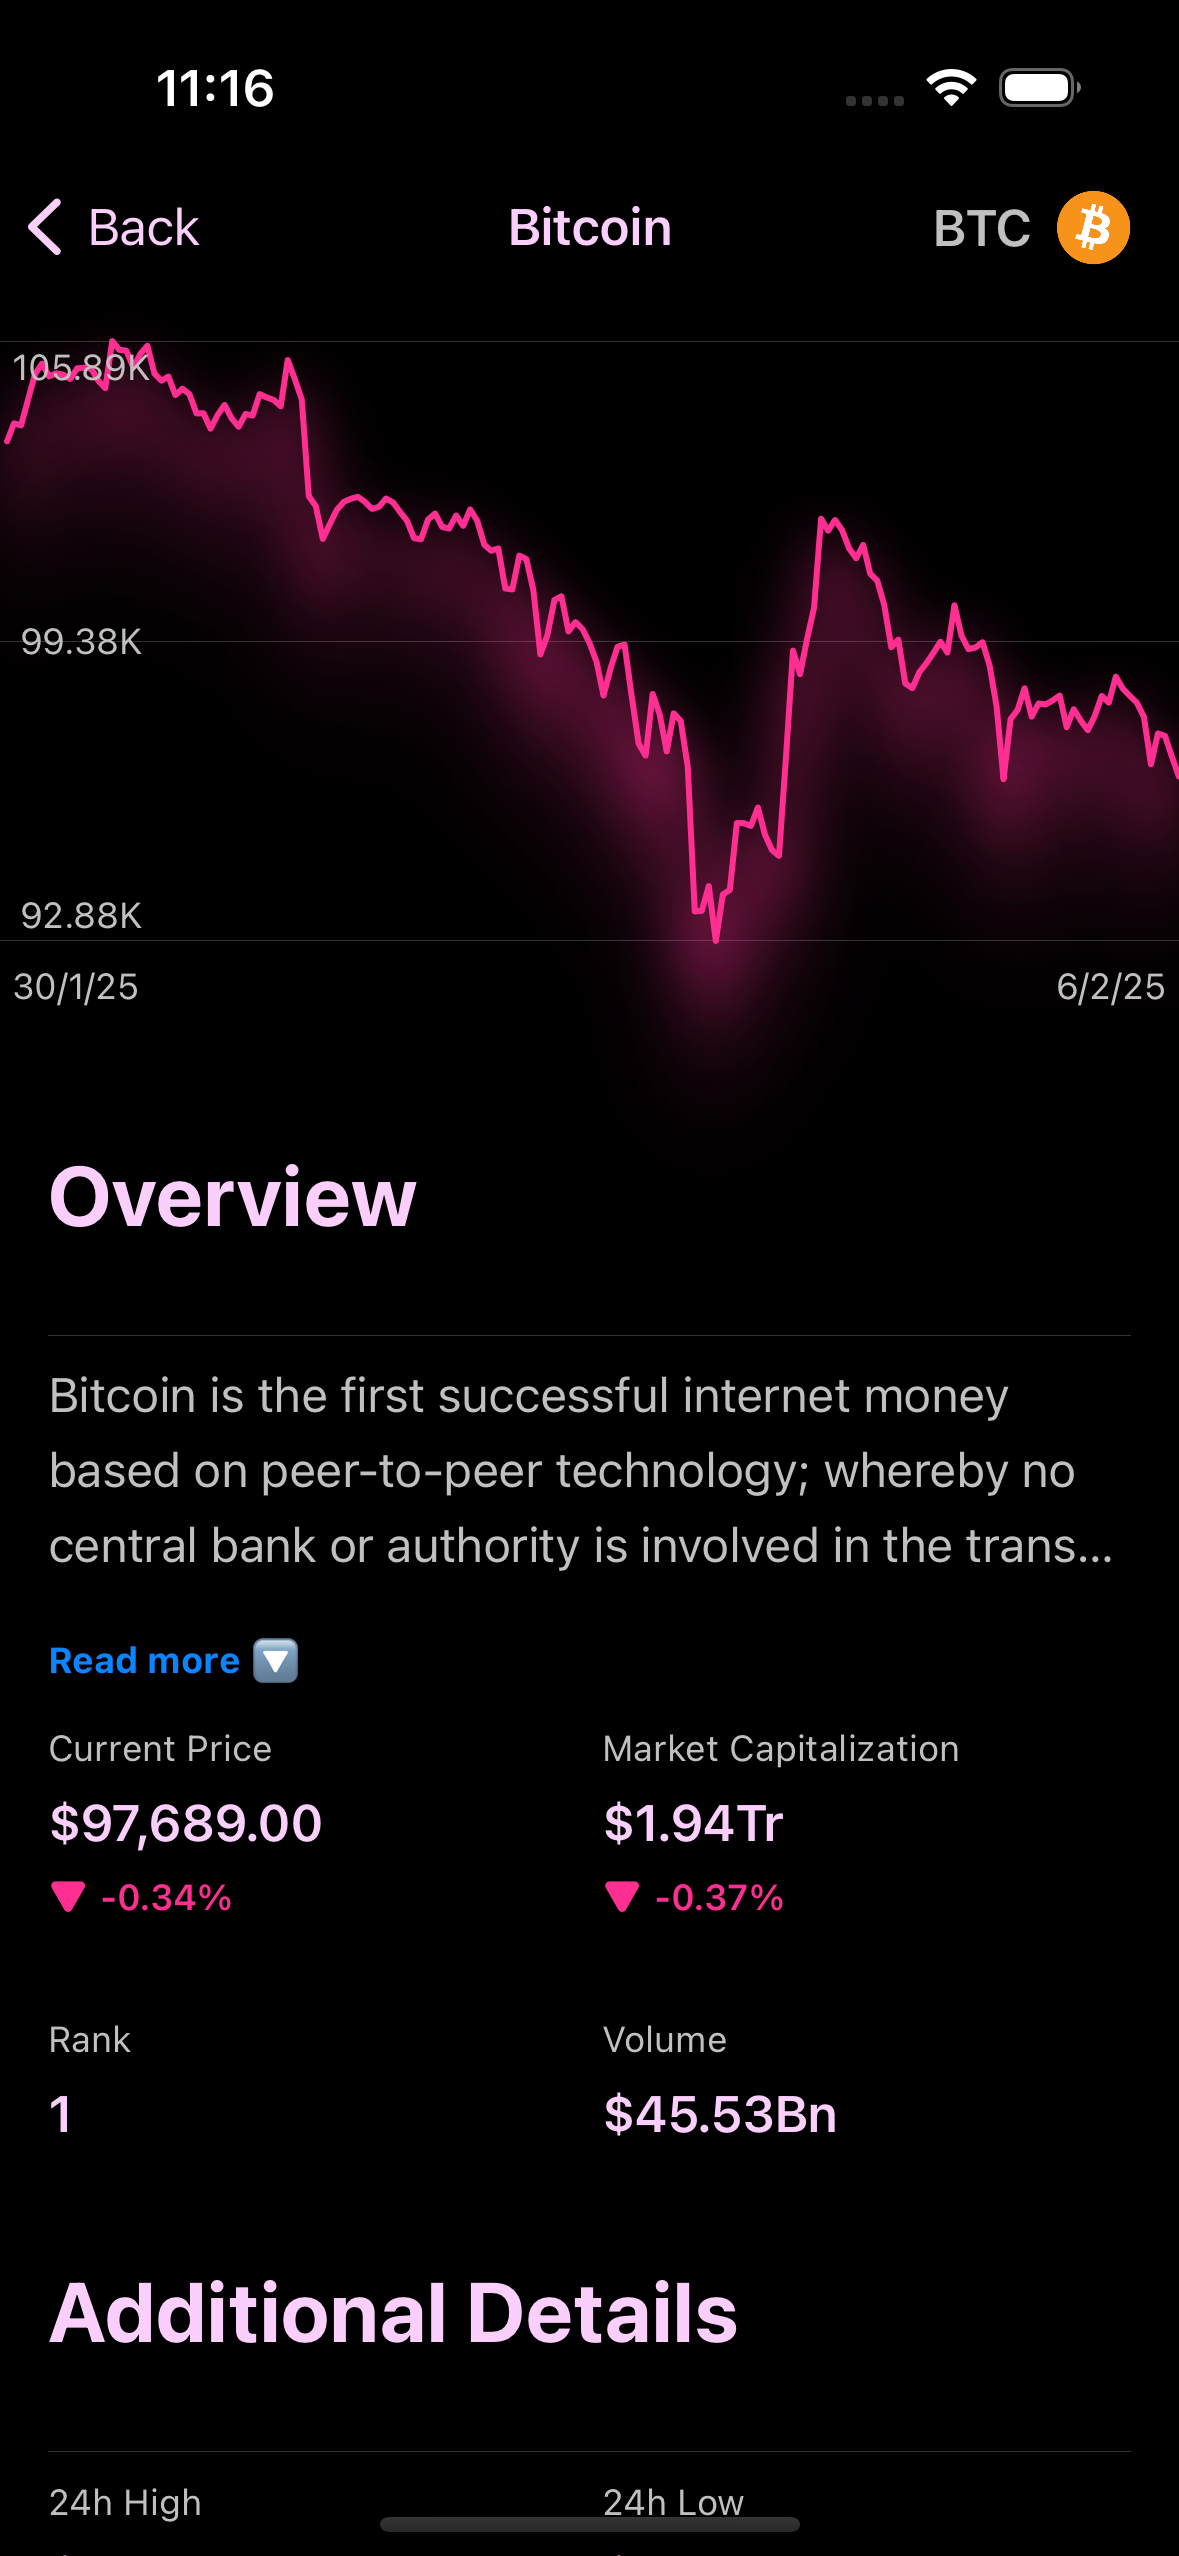 11:16
Back
Bitcoin
BTC
105.89K
99.38K
92.88K
30/1/25
6/2/25
Overview
Bitcoin is the first successful internet money
based on peer-to-peer technology; whereby no
central bank or authority is involved in the trans...
Read more 🔽
Current Price
Market Capitalization
$97,689.00
$1.94Tr
-0.34%
-0.37%
Rank
Volume
1
$45.53Bn
Additional Details
24h High
24h Low